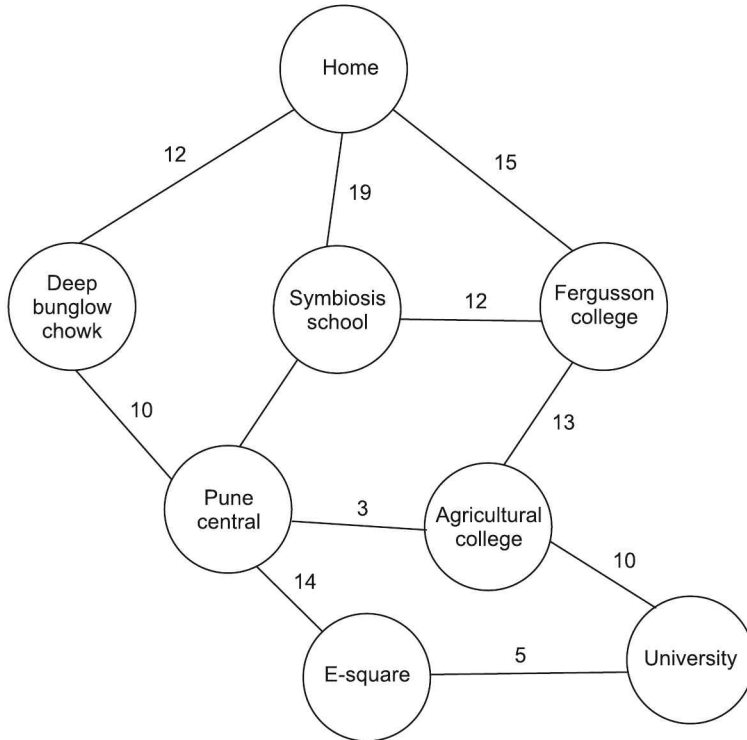 Home
12
15
19
Deep
bunglow
chowk
Symbiosis
school
12
Fergusson
college
10
13
Pune
central
3
Agricultural
college
14
10
E-square
5
University